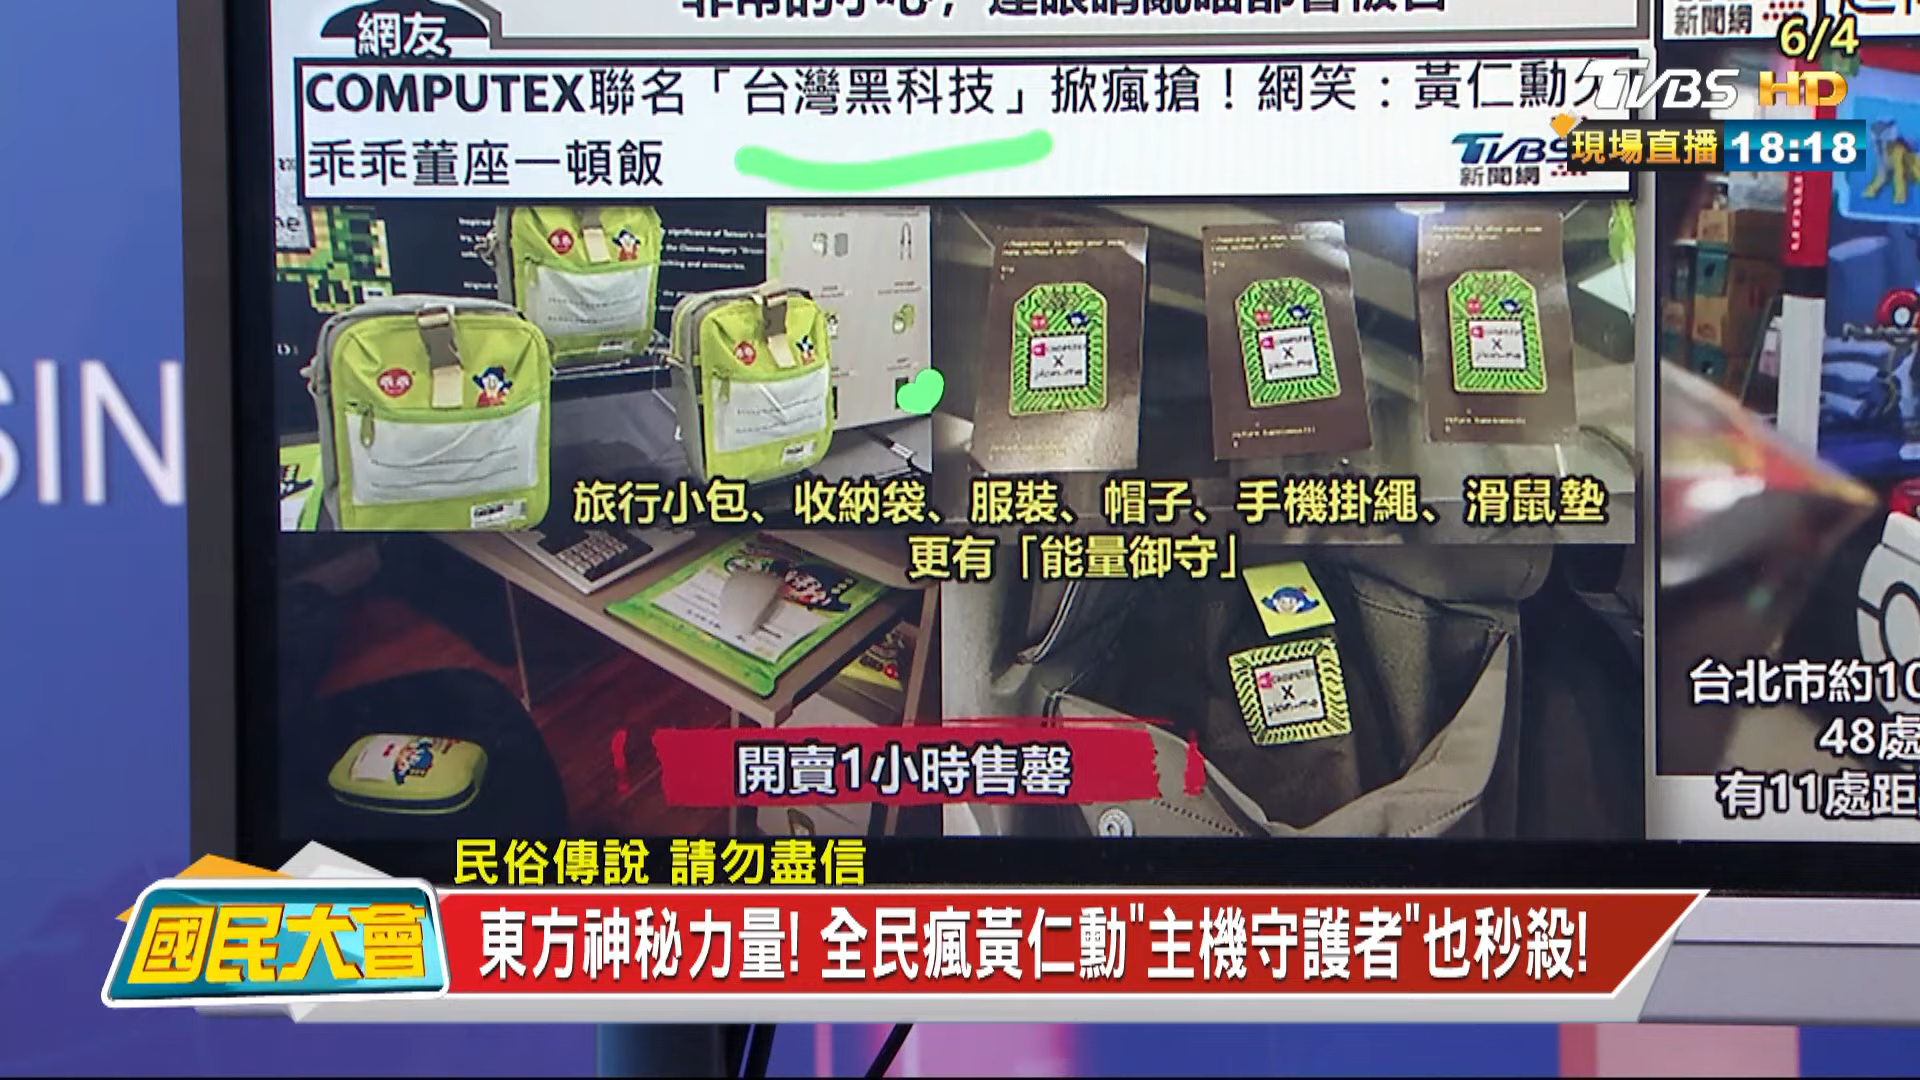 網友
6/4
TVBS HD
現場直播 18:18
COMPUTEX聯名「台灣黑科技」掀瘋搶！網笑：黃仁勳欠
乖乖董座一頓飯
TVBS
新聞網
新聞網
SIN
旅行小包、收納袋、服裝、帽子、手機掛繩、滑鼠墊
更有「能量御守」
開賣1小時售罄
台北市約10
48處
有11處距
民俗傳說 請勿盡信
國民大會
東方神秘力量! 全民瘋黃仁勳"主機守護者"也秒殺!